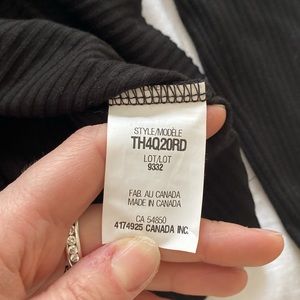 STYLE/MODÈLE
TH4Q20RD
LOT/LOT
9332
FAB. AU CANADA
MADE IN CANADA
CA 54850
4174925 CANADA INC.